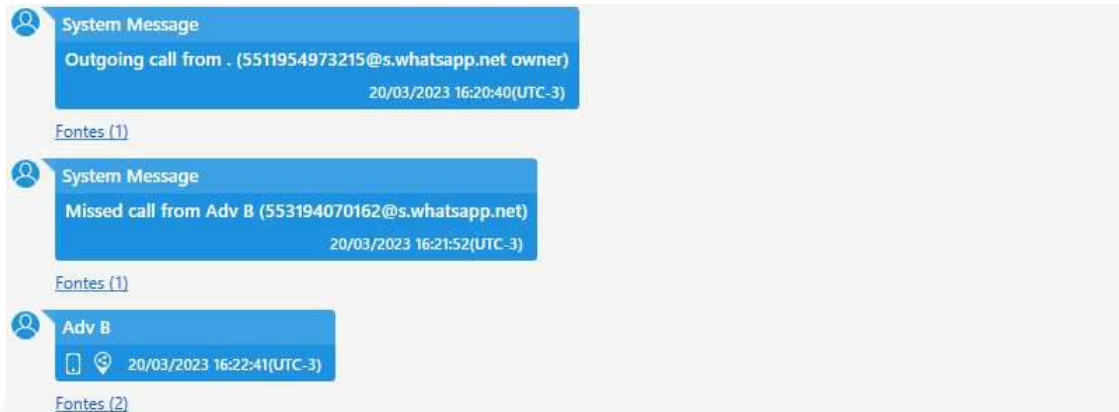 System Message
Outgoing call from . (5511954973215@s.whatsapp.net owner)
20/03/2023 16:20:40(UTC-3)
Fontes (1)
System Message
Missed call from Adv B (553194070162@s.whatsapp.net)
20/03/2023 16:21:52(UTC-3)
Fontes (1)
Adv B
20/03/2023 16:22:41(UTC-3)
Fontes (2)